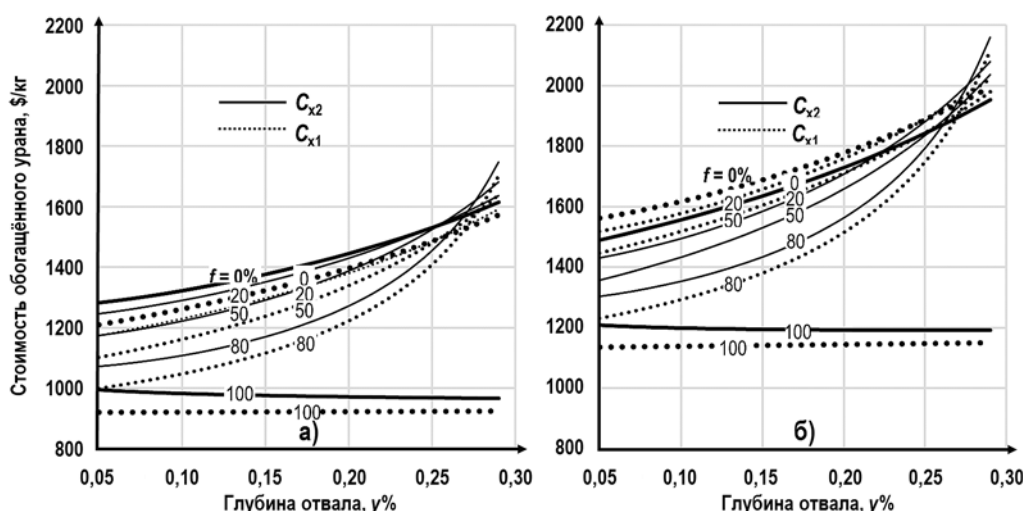 Стоимость обогащённого урана, $/кг
2200
2000
1800
1600
1400
1200
1000
800
C x2
C x1
f = 0%
0
20
20
50
50
80
80
100
100
а)
0,05 0,10 0,15 0,20 0,25 0,30
Глубина отвала, y%
2200
2000
1800
1600
1400
1200
1000
800
C x2
C x1
f = 0%
0
20
20
50
50
80
80
100
100
б)
0,05 0,10 0,15 0,20 0,25 0,30
Глубина отвала, y%